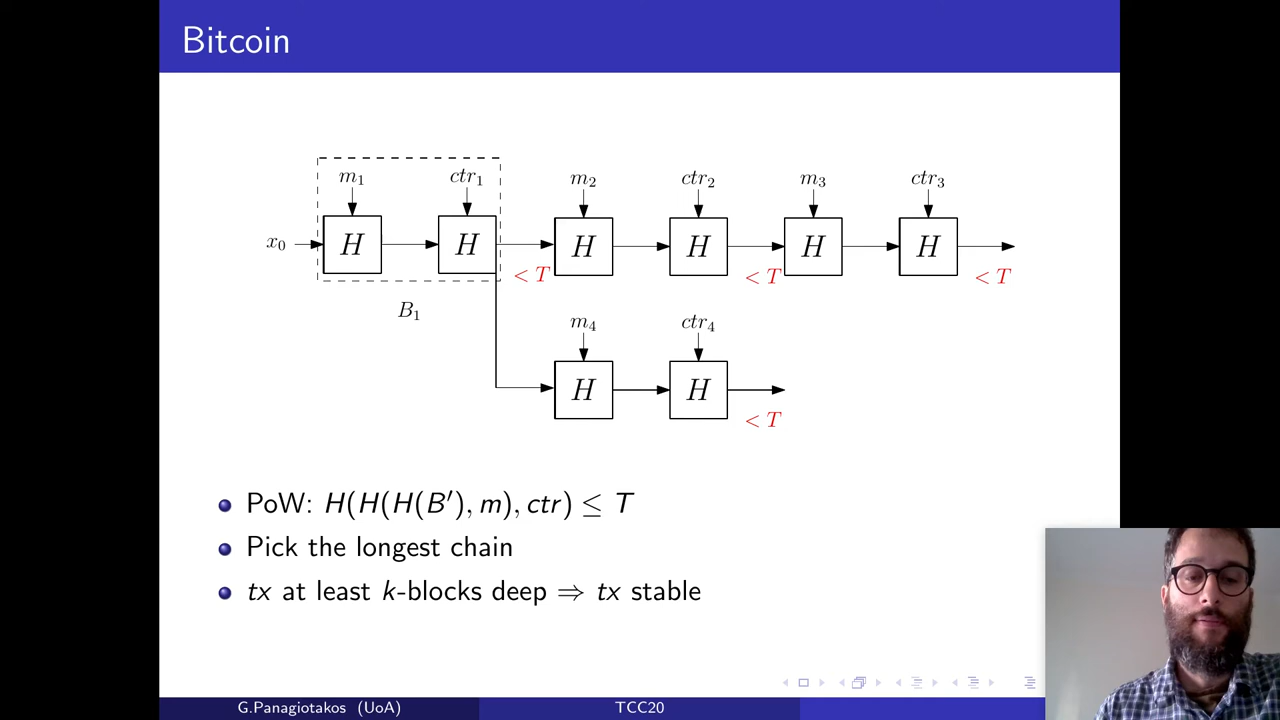 Bitcoin
m₁ ctr₁ m₂ ctr₂ m₃ ctr₃
x₀ H H H H H H
< T < T < T
B₁
m₄ ctr₄
H H
< T
PoW: H(H(H(B′), m), ctr) ≤ T
Pick the longest chain
tx at least k-blocks deep ⇒ tx stable
G.Panagiotakos (UoA) TCC20